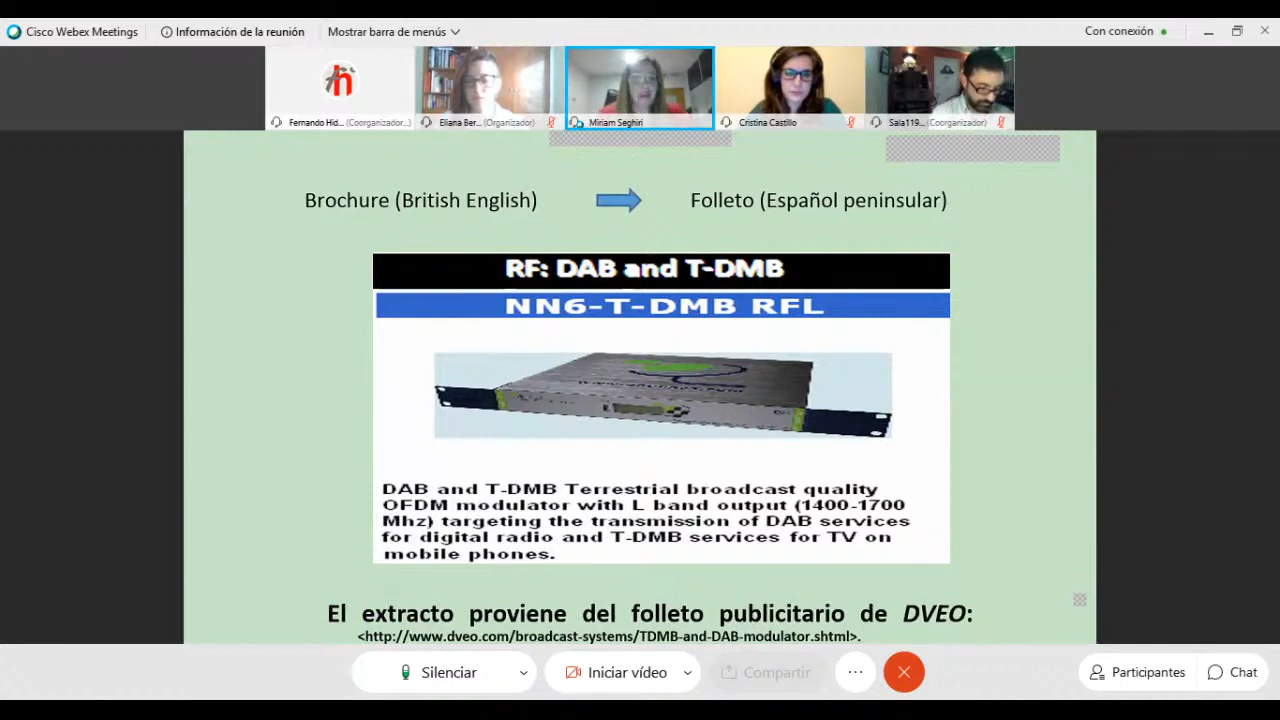 Cisco Webex Meetings
Información de la reunión
Mostrar barra de menús
Con conexión
h
Fernando Hid... (Coorganizador...)
Eliana Ber... (Organizador)
Miriam Seghiri
Cristina Castillo
Sala119... (Coorganizador)
Brochure (British English)
Folleto (Español peninsular)
RF: DAB and T-DMB
NN6-T-DMB RFL
DAB and T-DMB Terrestrial broadcast quality
OFDM modulator with L band output (1400-1700
Mhz) targeting the transmission of DAB services
for digital radio and T-DMB services for TV on
mobile phones.
El extracto proviene del folleto publicitario de DVEO:
<http://www.dveo.com/broadcast-systems/TDMB-and-DAB-modulator.shtml>.
Silenciar
Iniciar vídeo
Compartir
Participantes
Chat